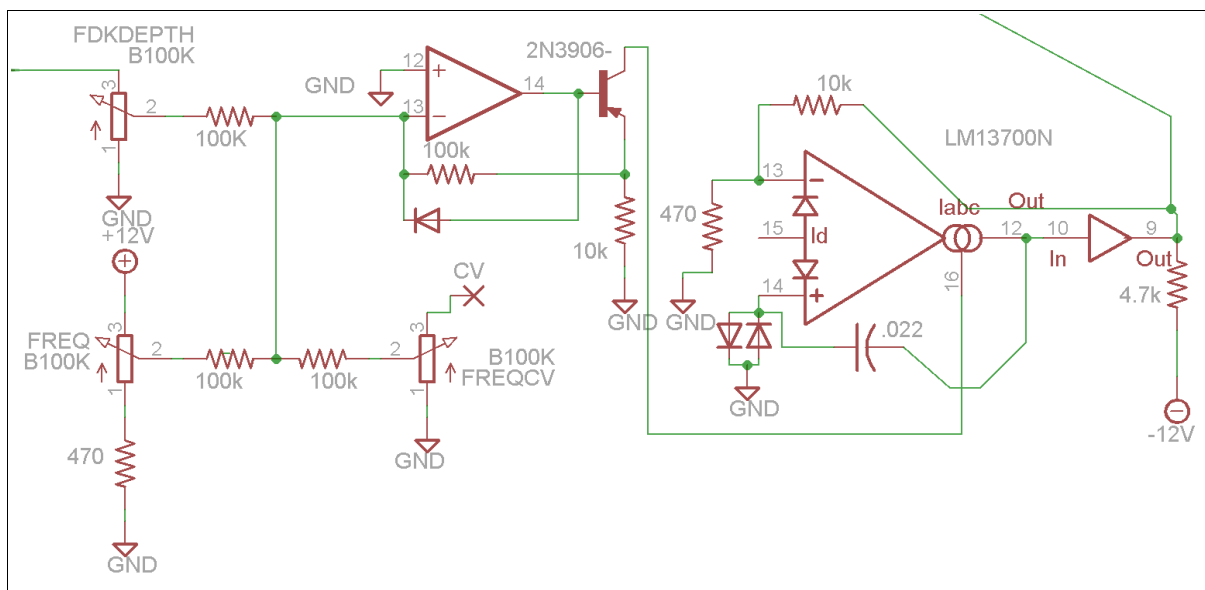 FDKDEPTH
B100K
3
2
1
100K
GND
+12V
GND
12
+
13
−
14
2N3906-
100k
10k
GND
CV
FREQ
B100K
3
2
1
100k
100k
470
GND
3
2
1
B100K
FREQCV
GND
10k
LM13700N
13
−
470
GND
15
Id
14
+
Iabc
Out
12
16
10
In
9
Out
4.7k
-12V
−
.022
GND
+